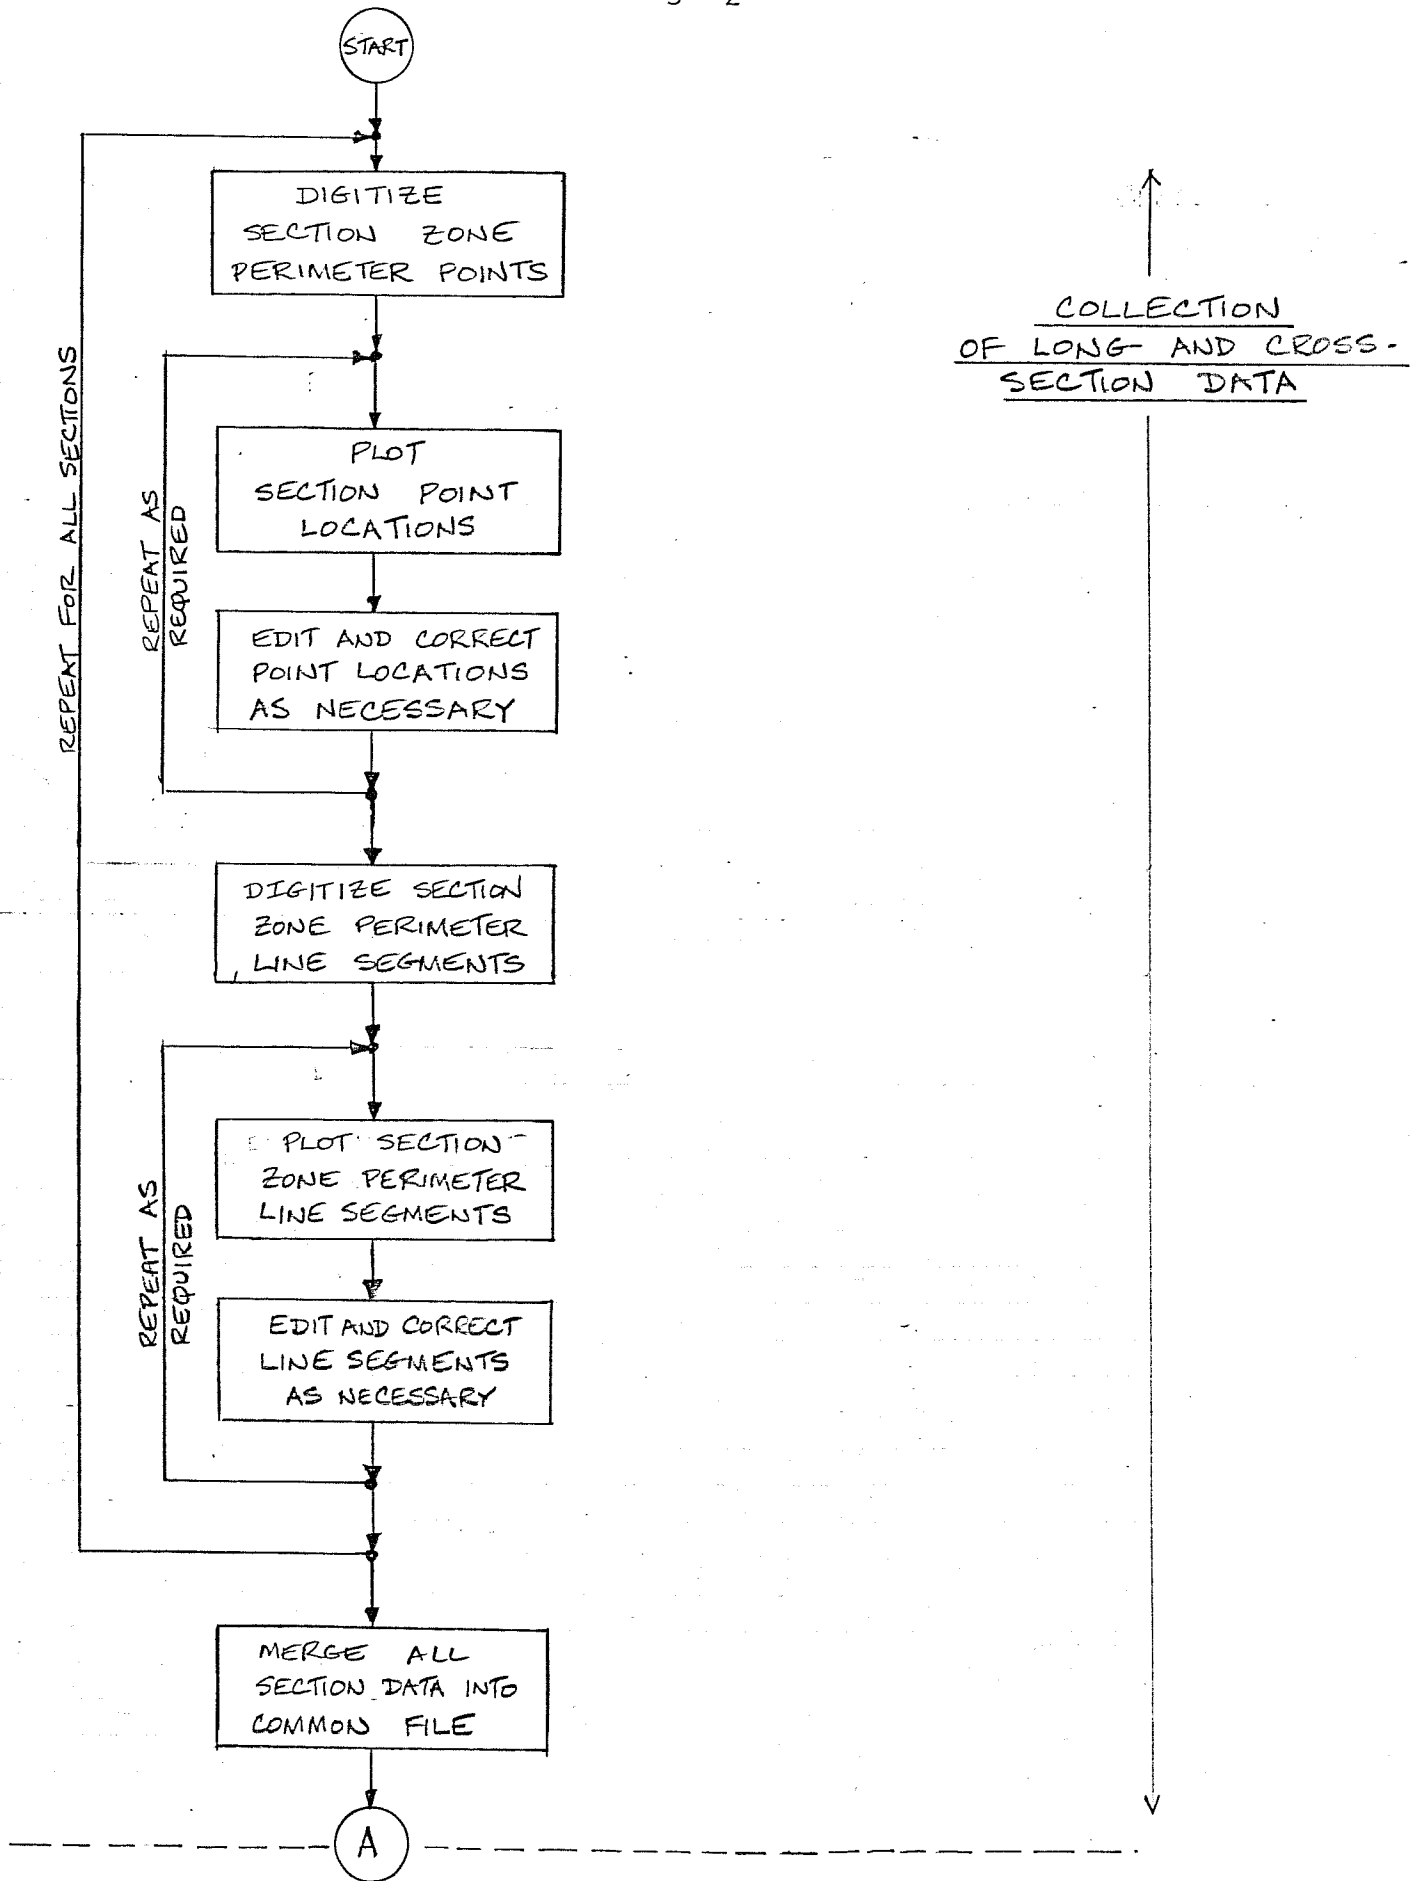 START
DIGITIZE
SECTION ZONE
PERIMETER POINTS
PLOT
SECTION POINT
LOCATIONS
EDIT AND CORRECT
POINT LOCATIONS
AS NECESSARY
REPEAT AS
REQUIRED
DIGITIZE SECTION
ZONE PERIMETER
LINE SEGMENTS
PLOT SECTION
ZONE PERIMETER
LINE SEGMENTS
EDIT AND CORRECT
LINE SEGMENTS
AS NECESSARY
REPEAT AS
REQUIRED
REPEAT FOR ALL SECTIONS
MERGE ALL
SECTION DATA INTO
COMMON FILE
A
COLLECTION
OF LONG- AND CROSS-
SECTION DATA